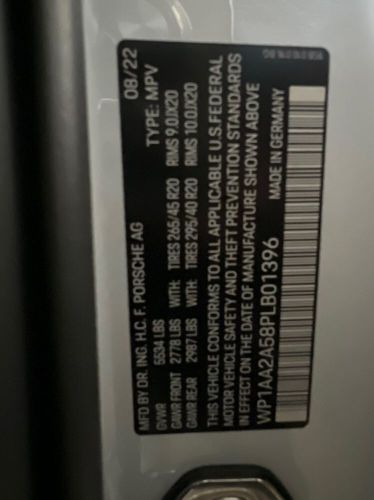 MFD BY DR. ING. H.C. F. PORSCHE AG 08/22
GVWR 5534 LBS TYPE: MPV
GAWR FRONT 2778 LBS WITH: TIRES 265/45 R20 RIMS 9.0JX20
GAWR REAR 2987 LBS WITH: TIRES 295/40 R20 RIMS 10.0JX20
THIS VEHICLE CONFORMS TO ALL APPLICABLE U.S. FEDERAL
MOTOR VEHICLE SAFETY AND THEFT PREVENTION STANDARDS
IN EFFECT ON THE DATE OF MANUFACTURE SHOWN ABOVE
WP1AA2A58PLB01396 MADE IN GERMANY